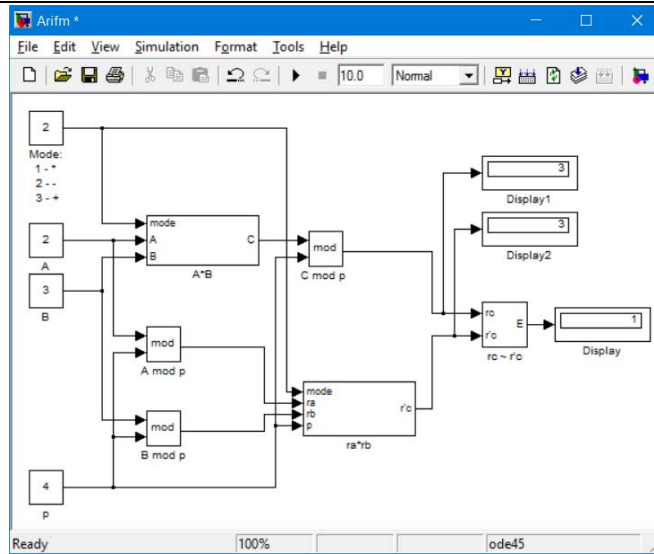 Arifm *
File Edit View Simulation Format Tools Help
10.0 Normal
2
Mode:
1 - *
2 - -
3 - +
2
A
3
B
mode
A
B
C
A*B
mod
C mod p
mod
A mod p
mod
B mod p
mode
ra
rb
p
r'c
ra*rb
4
p
3
Display1
3
Display2
rc
r'c
E
rc ~ r'c
1
Display
Ready 100% ode45